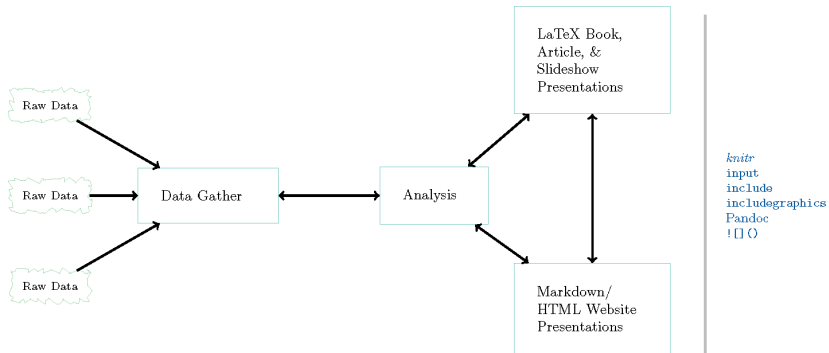 Raw Data
Raw Data
Raw Data
Data Gather
Analysis
LaTeX Book,
Article, &
Slideshow
Presentations
Markdown/
HTML Website
Presentations
knitr
input
include
includegraphics
Pandoc
![]()